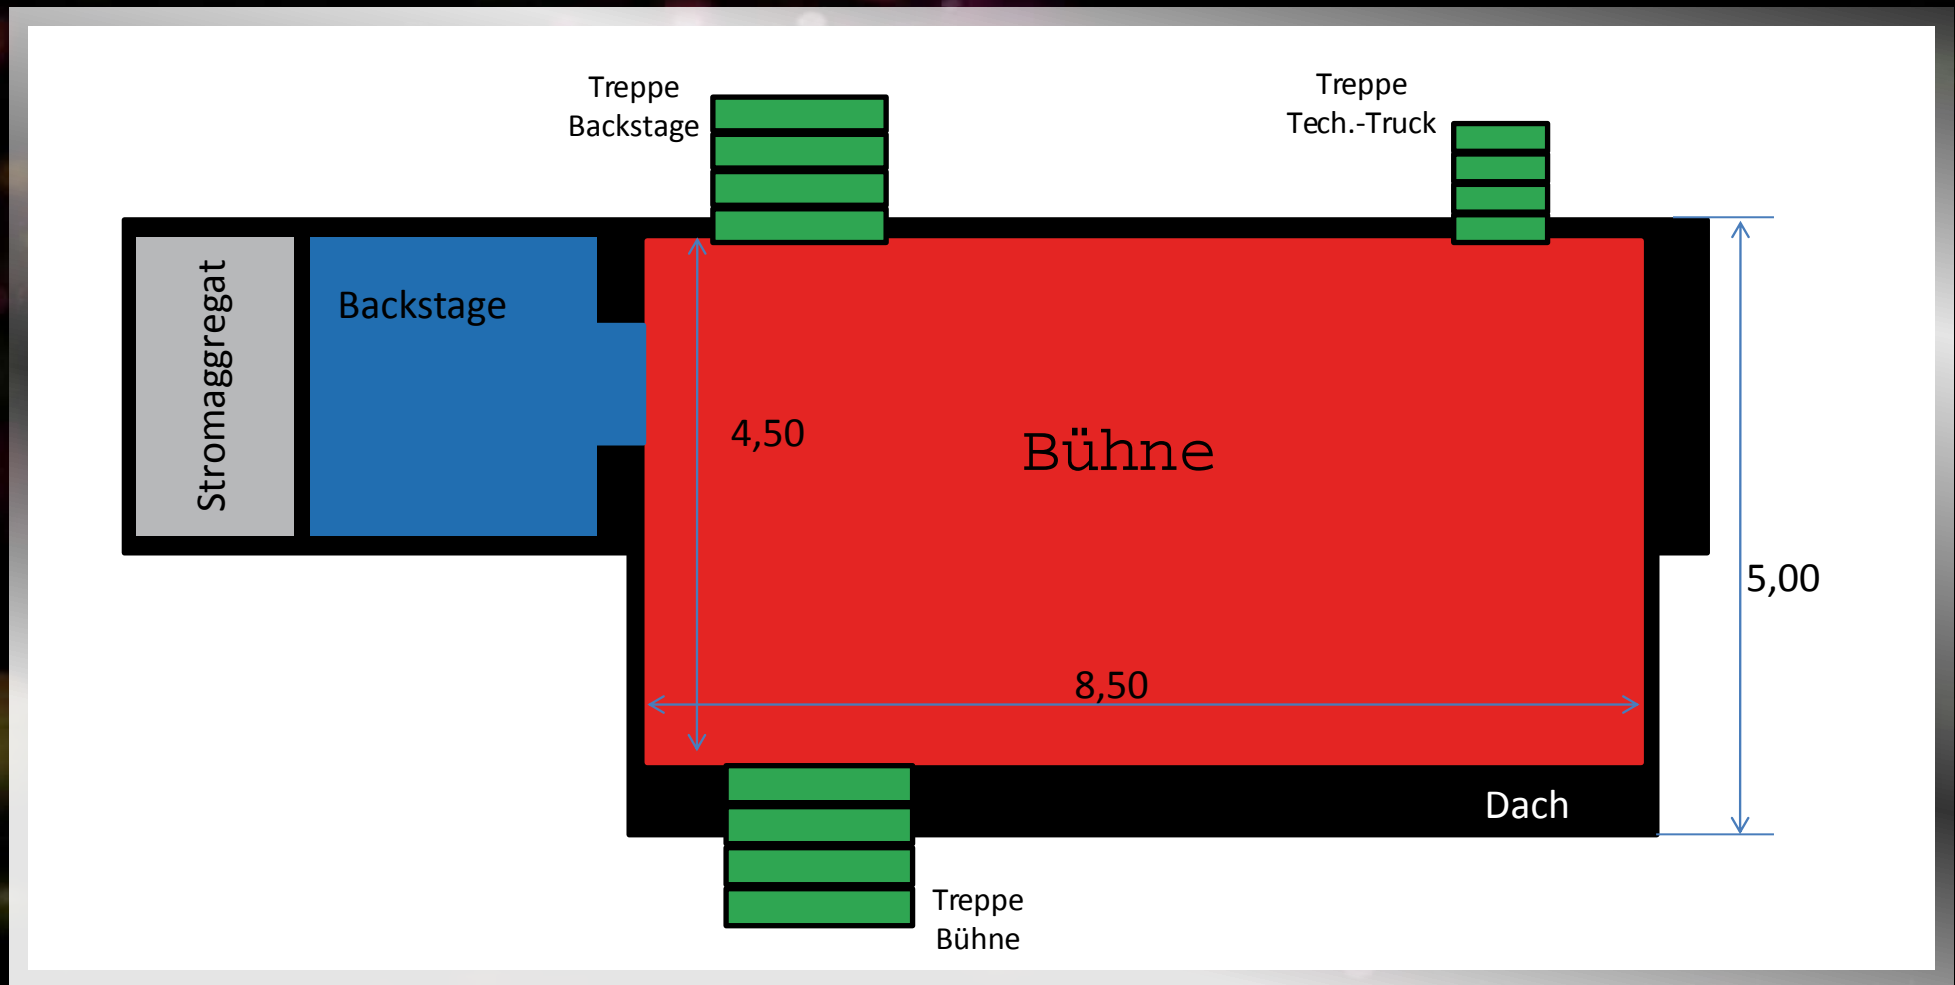 Treppe
Backstage
Treppe
Tech.-Truck
Stromaggregat
Backstage
4,50
Bühne
5,00
8,50
Dach
Treppe
Bühne